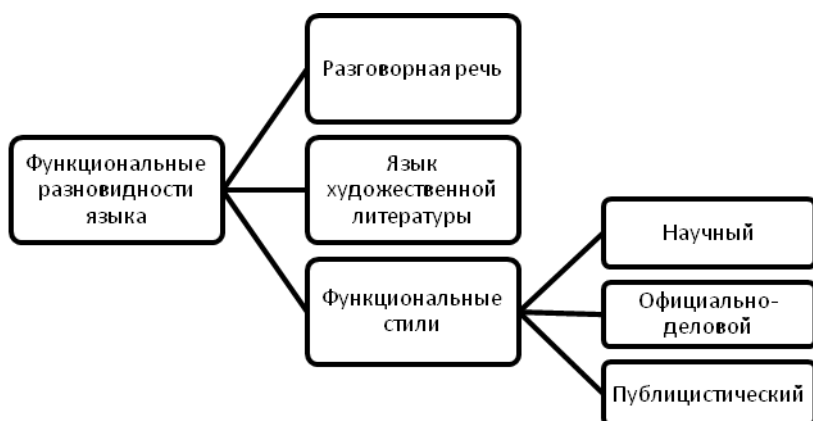 Разговорная речь
Функциональные
разновидности
языка
Язык
художественной
литературы
Функциональные
стили
Научный
Официально-
деловой
Публицистический